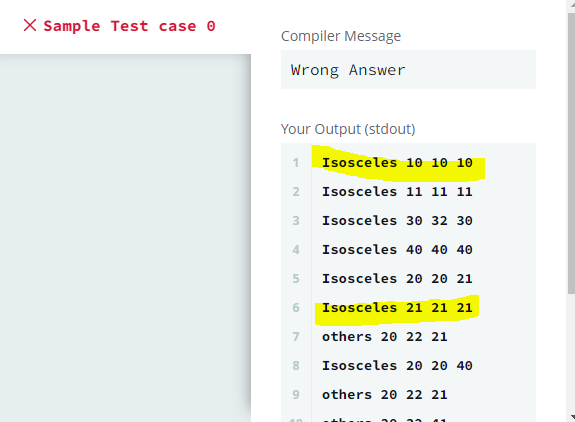 Sample Test case 0
Compiler Message
Wrong Answer
Your Output (stdout)
1 Isosceles 10 10 10
2 Isosceles 11 11 11
3 Isosceles 30 32 30
4 Isosceles 40 40 40
5 Isosceles 20 20 21
6 Isosceles 21 21 21
7 others 20 22 21
8 Isosceles 20 20 40
9 others 20 22 21